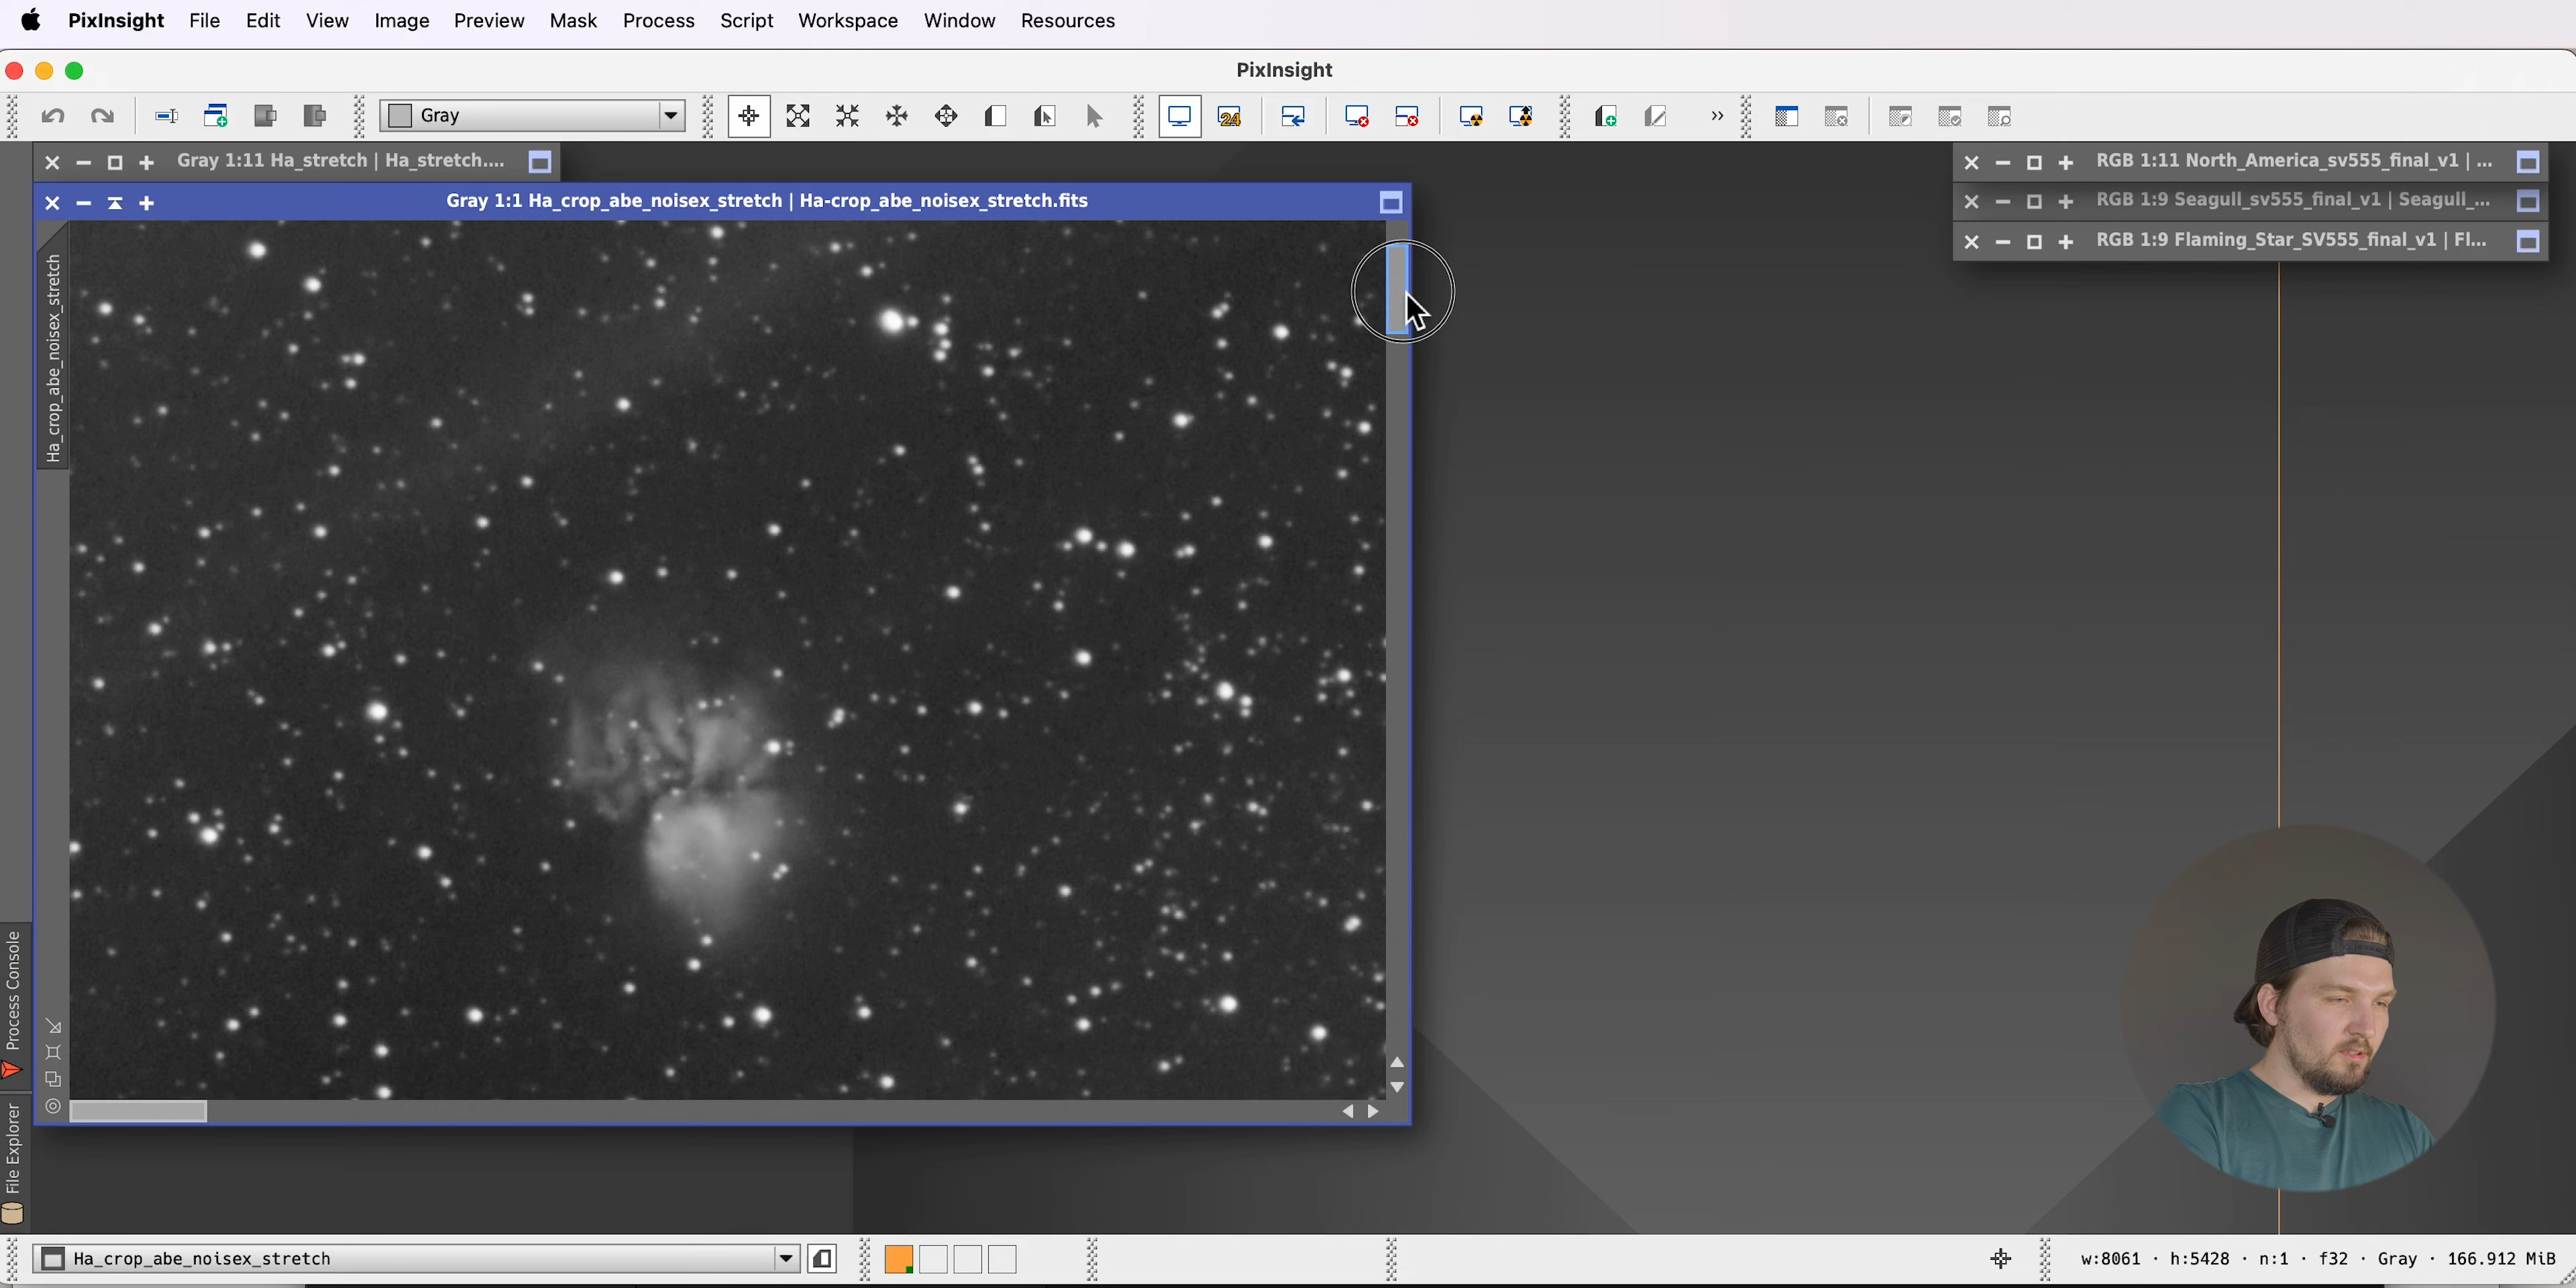 PixInsight File Edit View Image Preview Mask Process Script Workspace Window Resources
PixInsight
Gray
24
Gray 1:11 Ha_stretch | Ha_stretch....
RGB 1:11 North_America_sv555_final_v1 | ...
Gray 1:1 Ha_crop_abe_noisex_stretch | Ha-crop_abe_noisex_stretch.fits
RGB 1:9 Seagull_sv555_final_v1 | Seagull_...
RGB 1:9 Flaming_Star_SV555_final_v1 | Fl...
Ha_crop_abe_noisex_stretch
Process Console
File Explorer
Ha_crop_abe_noisex_stretch
w:8061 · h:5428 · n:1 · f32 · Gray · 166.912 MiB